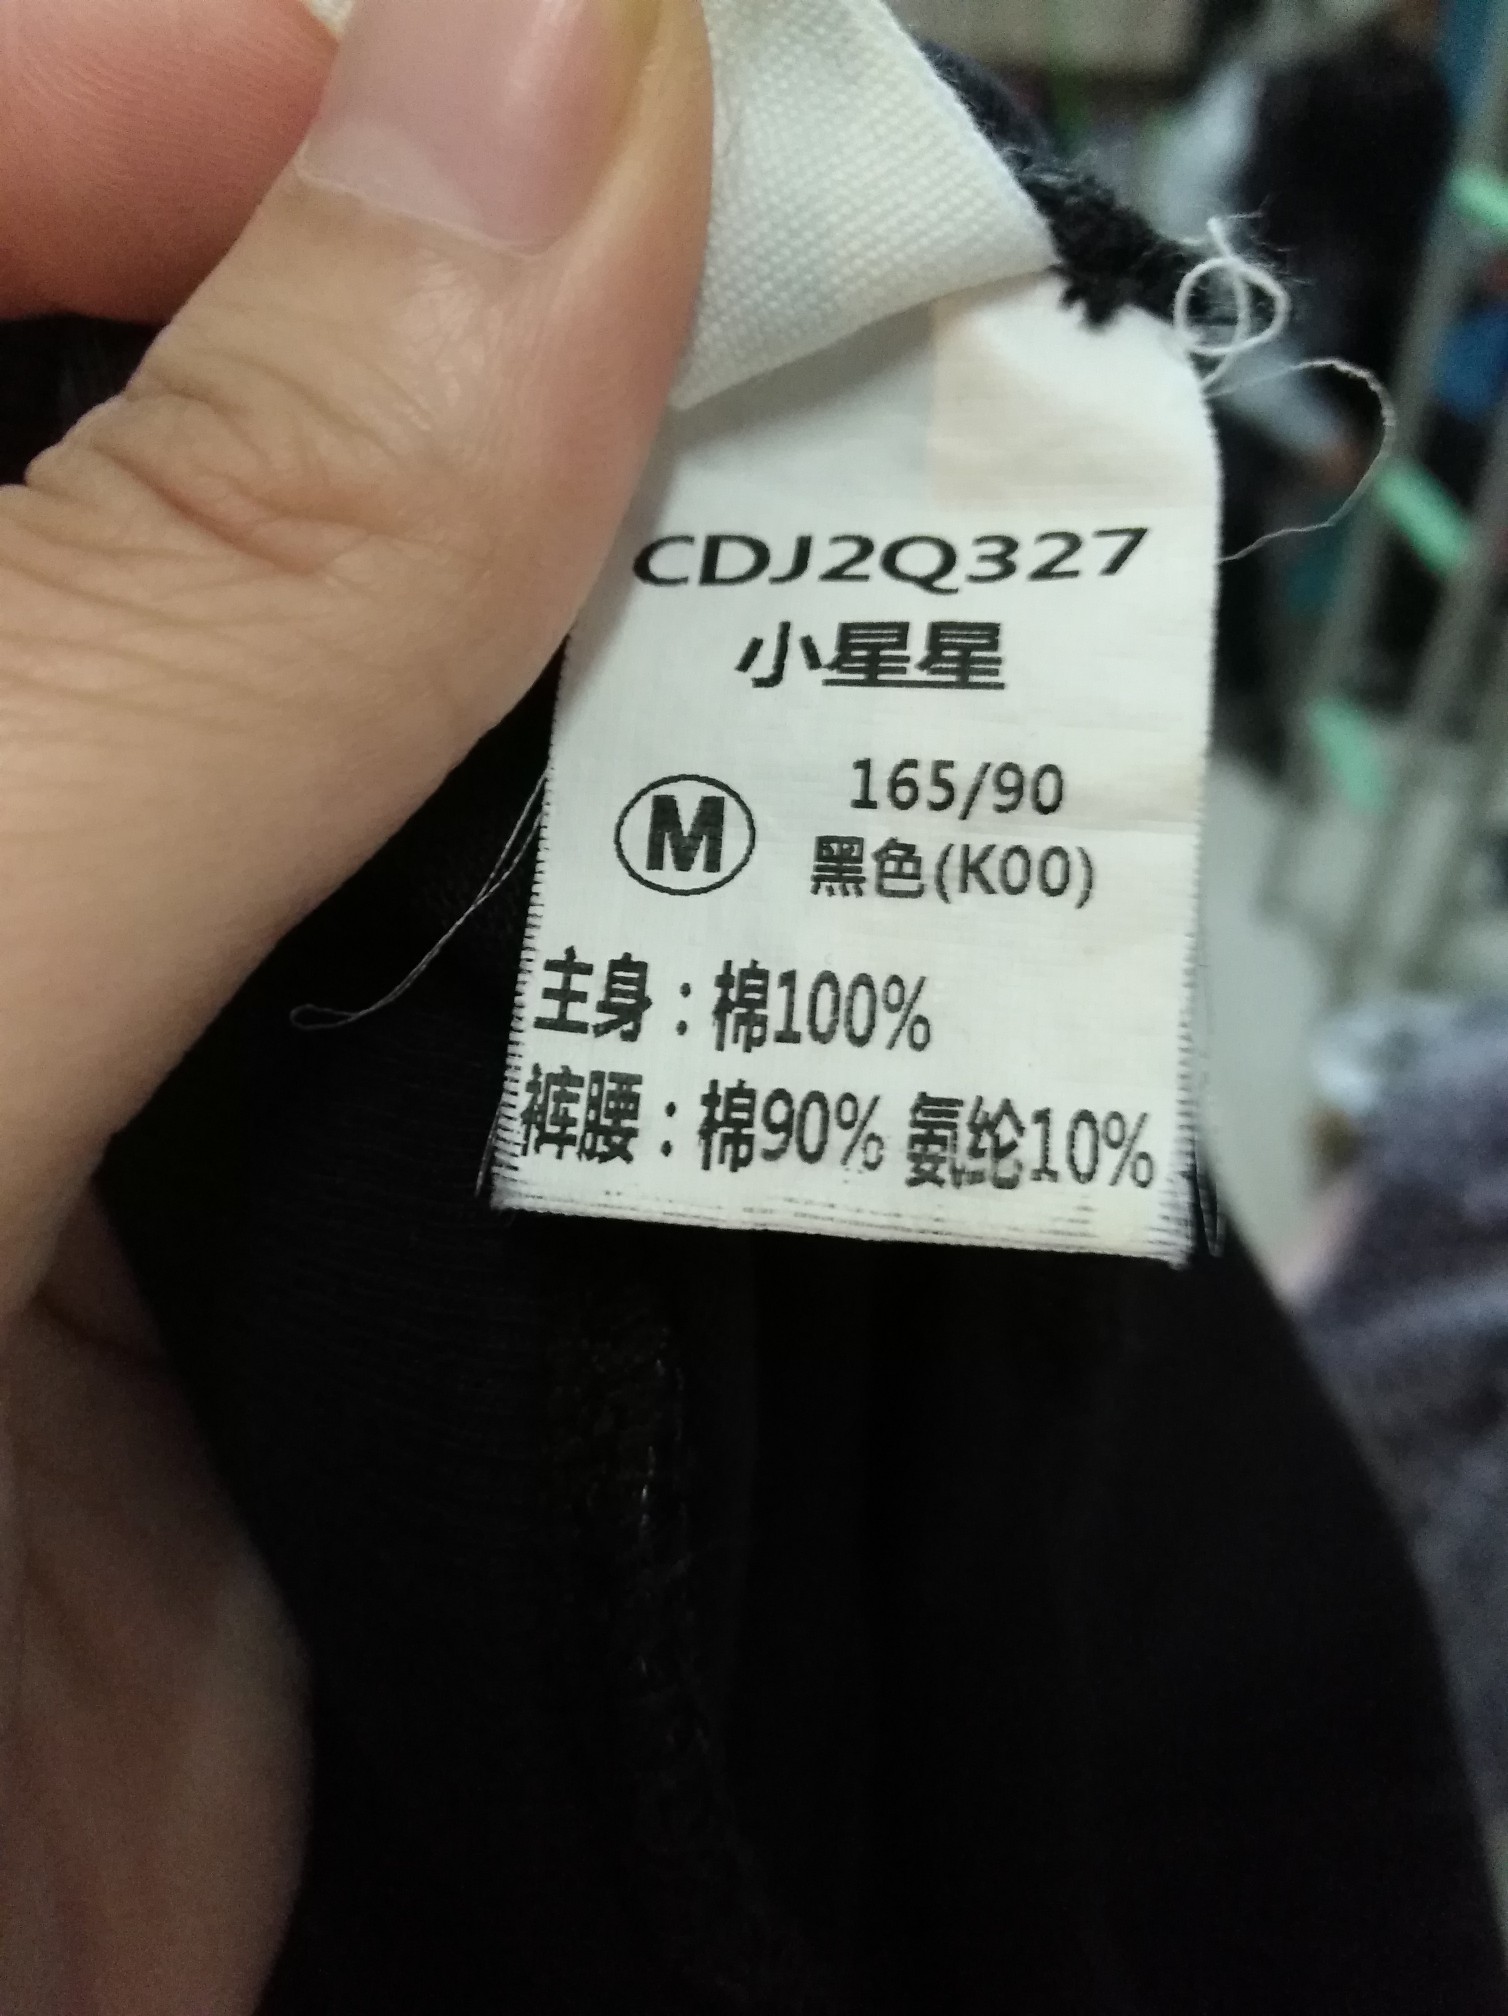 CDJ2Q327
小星星
M 165/90
黑色(K00)
主身：棉100%
裤腰：棉90% 氨纶10%